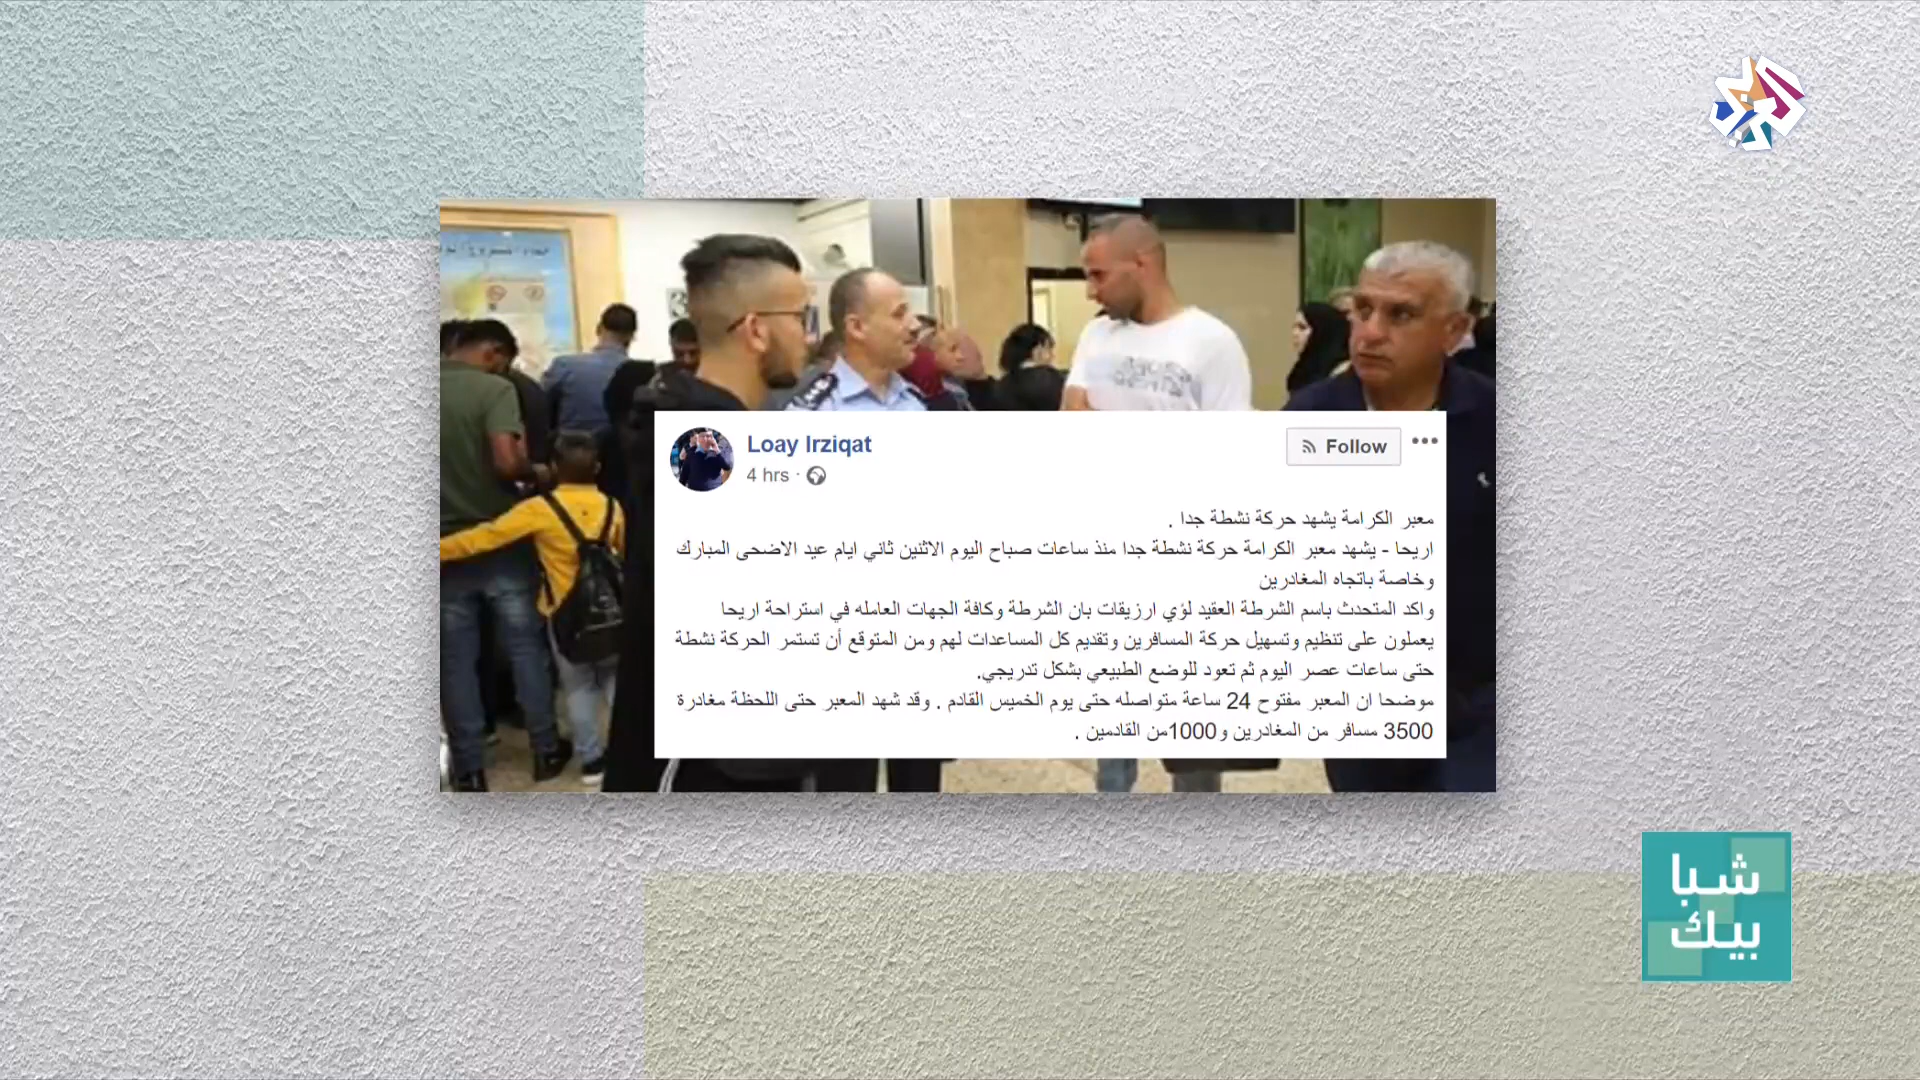 Loay Irziqat
Follow
4 hrs
معبر الكرامة يشهد حركة نشطة جدا .
اريحا - يشهد معبر الكرامة حركة نشطة جدا منذ ساعات صباح اليوم الاثنين ثاني ايام عيد الاضحى المبارك
وخاصة باتجاه المغادرين
واكد المتحدث باسم الشرطة العقيد لؤي ارزيقات بان الشرطة وكافة الجهات العامله في استراحة اريحا
يعملون على تنظيم وتسهيل حركة المسافرين وتقديم كل المساعدات لهم ومن المتوقع أن تستمر الحركة نشطة
حتى ساعات عصر اليوم ثم تعود للوضع الطبيعي بشكل تدريجي.
موضحا ان المعبر مفتوح 24 ساعة متواصله حتى يوم الخميس القادم . وقد شهد المعبر حتى اللحظة مغادرة
3500 مسافر من المغادرين و1000من القادمين .
شبا
بيك